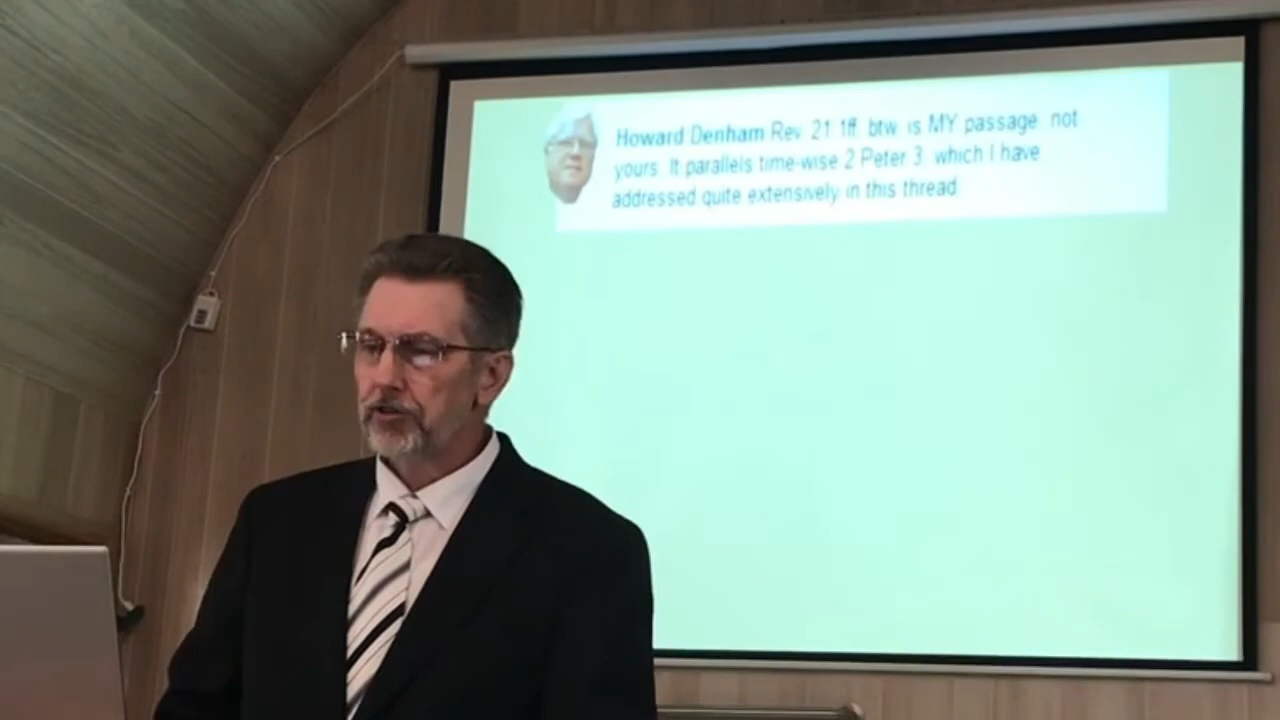 Howard Denham Rev. 21 1ff. btw. is MY passage. not
yours. It parallels time-wise 2 Peter 3. which I have
addressed quite extensively in this thread.